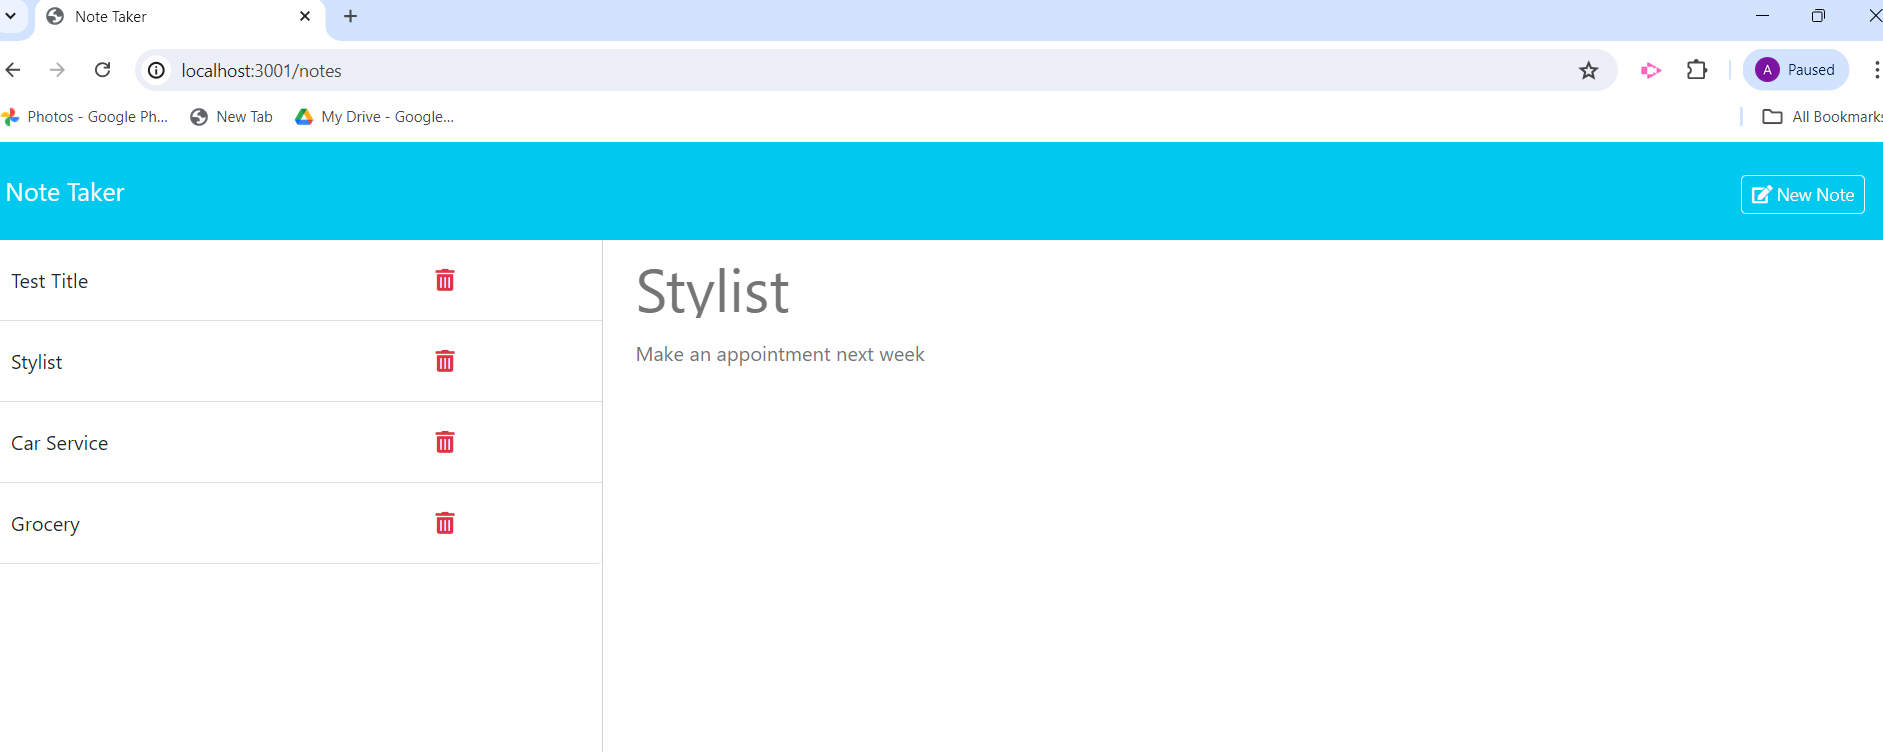 Note Taker
localhost:3001/notes
A Paused
Photos - Google Ph... New Tab My Drive - Google... All Bookmarks
Note Taker
New Note
Test Title
Stylist
Car Service
Grocery
Stylist
Make an appointment next week